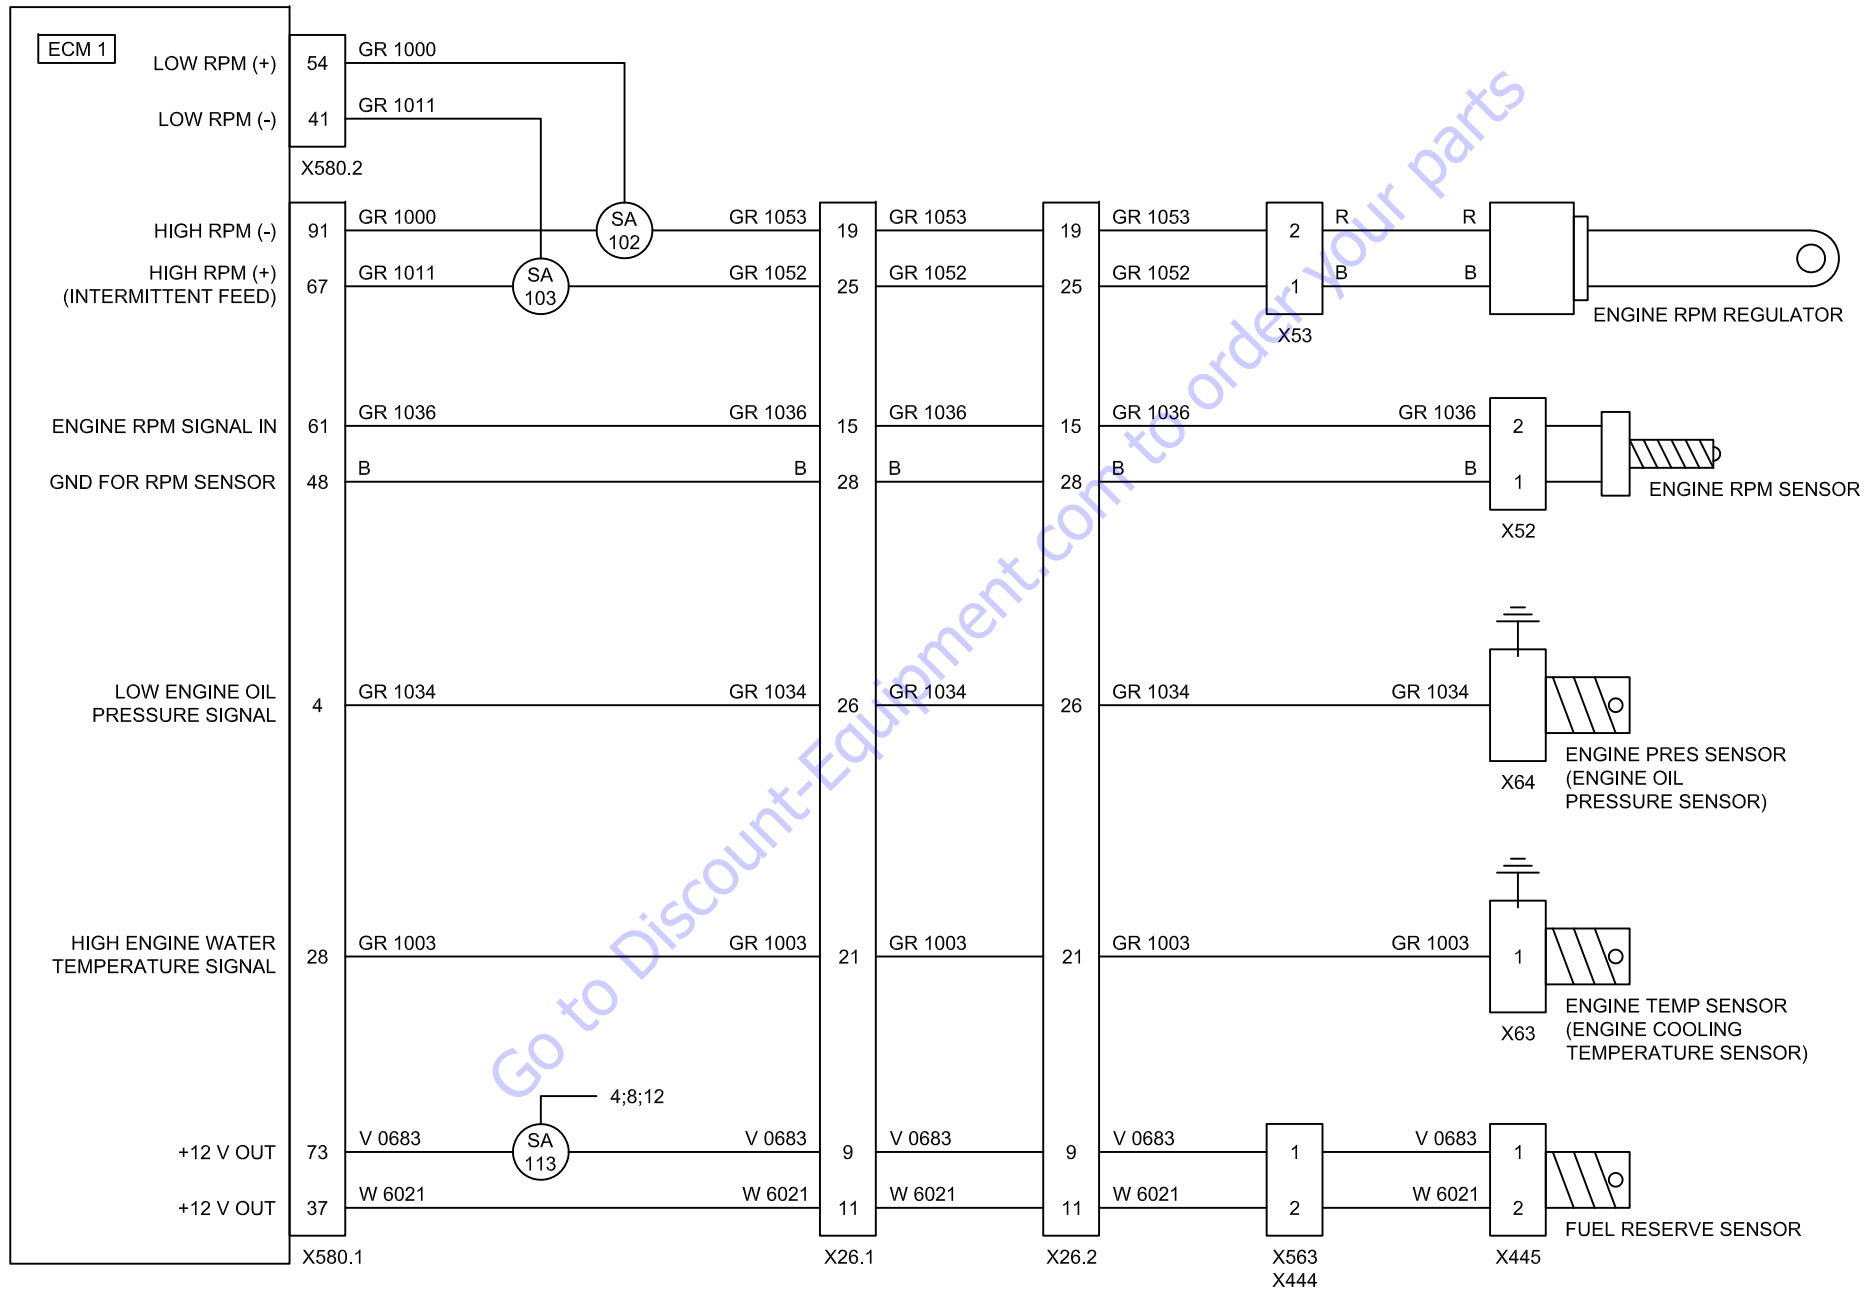 ECM 1
LOW RPM (+) 54 GR 1000
LOW RPM (-) 41 GR 1011
X580.2
HIGH RPM (-) 91 GR 1000 SA 102 GR 1053 19 GR 1053 19 GR 1053 2 R R
HIGH RPM (+) (INTERMITTENT FEED) 67 GR 1011 SA 103 GR 1052 25 GR 1052 25 GR 1052 1 B B
ENGINE RPM REGULATOR
X53
ENGINE RPM SIGNAL IN 61 GR 1036 GR 1036 15 GR 1036 15 GR 1036 GR 1036 2
GND FOR RPM SENSOR 48 B B 28 B 28 B B 1
ENGINE RPM SENSOR
X52
LOW ENGINE OIL
PRESSURE SIGNAL
4 GR 1034 GR 1034 26 GR 1034 26 GR 1034 GR 1034
X64
ENGINE PRES SENSOR
(ENGINE OIL
PRESSURE SENSOR)
HIGH ENGINE WATER
TEMPERATURE SIGNAL
28 GR 1003 GR 1003 21 GR 1003 21 GR 1003 GR 1003 1
X63
ENGINE TEMP SENSOR
(ENGINE COOLING
TEMPERATURE SENSOR)
4;8;12
+12 V OUT 73 V 0683 SA 113 V 0683 9 V 0683 9 V 0683 1 V 0683 1
+12 V OUT 37 W 6021 W 6021 11 W 6021 11 W 6021 2 W 6021 2
FUEL RESERVE SENSOR
X580.1 X26.1 X26.2 X563 X445
X444
Go to Discount-Equipment.com to order your parts